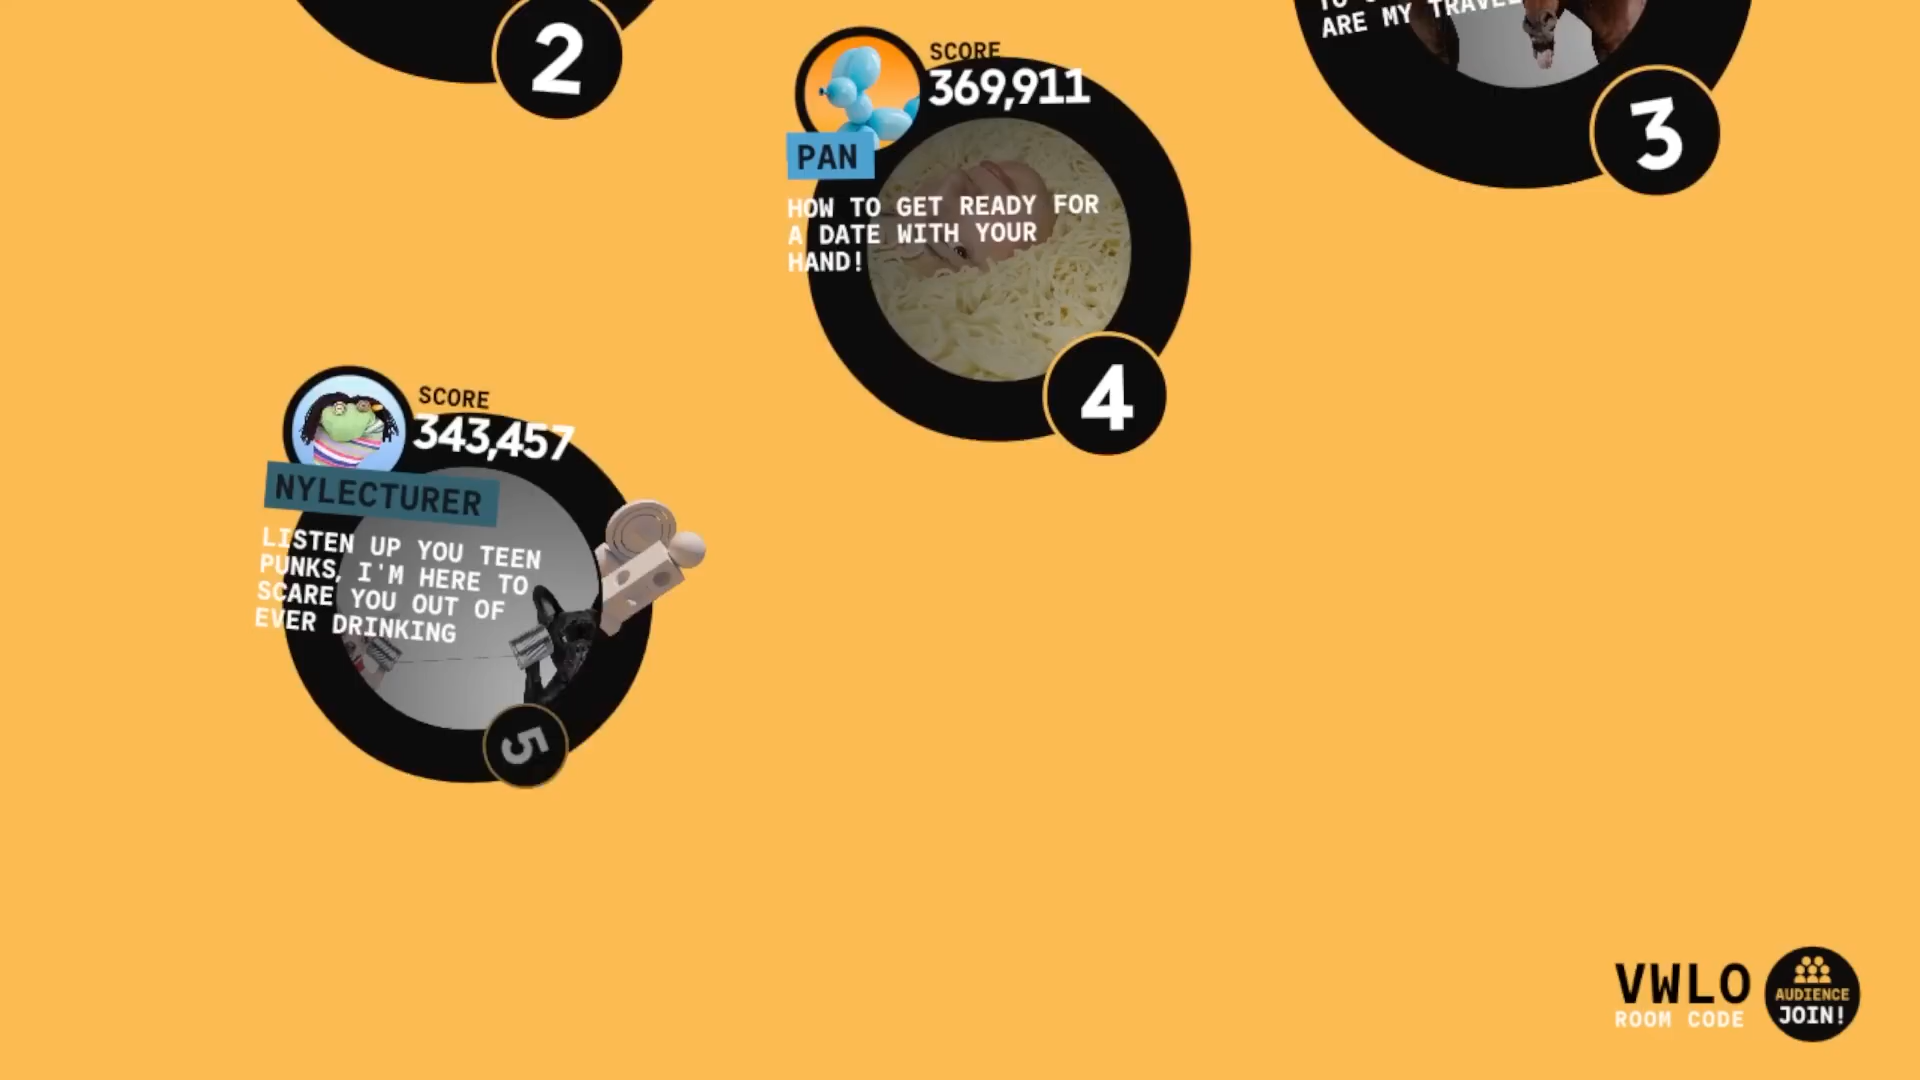 2
ARE MY TRAVEL
3
SCORE
369,911
PAN
HOW TO GET READY FOR
A DATE WITH YOUR
HAND!
4
SCORE
343,457
NYLECTURER
LISTEN UP YOU TEEN
PUNKS, I'M HERE TO
SCARE YOU OUT OF
EVER DRINKING
5
VWLO
ROOM CODE
AUDIENCE
JOIN!